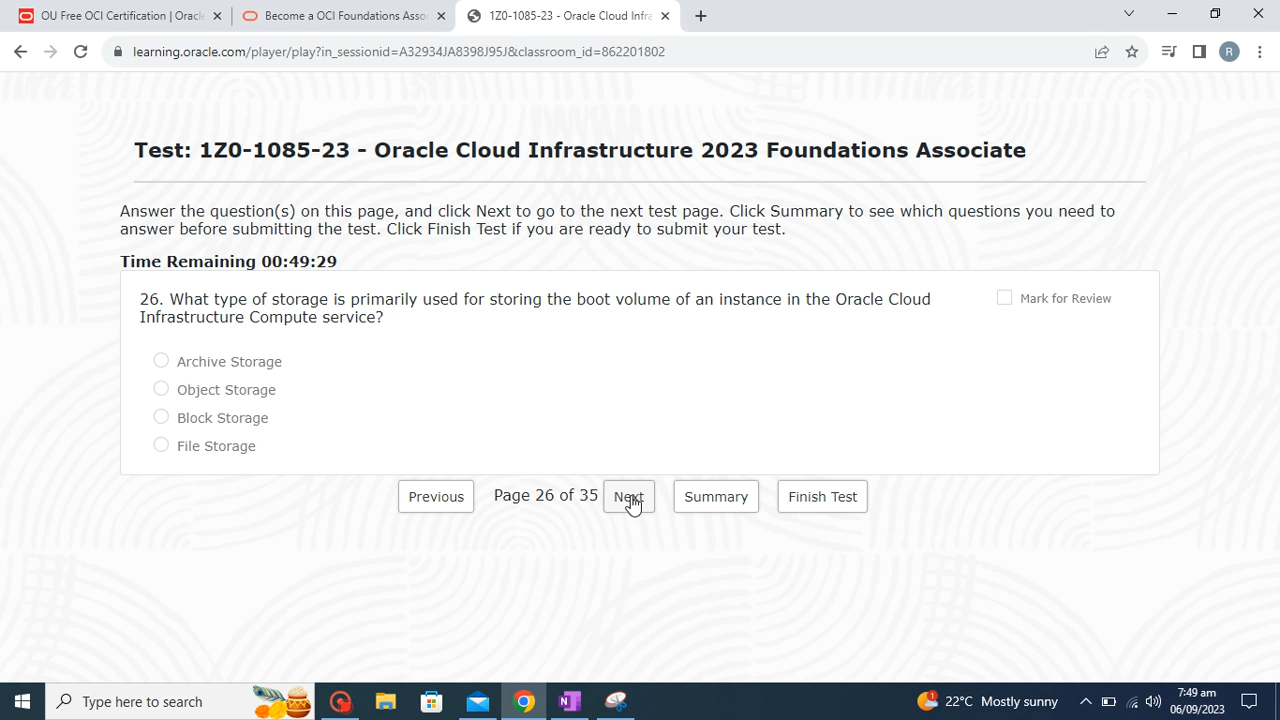 OU Free OCI Certification | Oracle
Become a OCI Foundations Asso
1Z0-1085-23 - Oracle Cloud Infra
learning.oracle.com/player/play?in_sessionid=A32934JA8398J95J&classroom_id=862201802
R
Test: 1Z0-1085-23 - Oracle Cloud Infrastructure 2023 Foundations Associate
Answer the question(s) on this page, and click Next to go to the next test page. Click Summary to see which questions you need to
answer before submitting the test. Click Finish Test if you are ready to submit your test.
Time Remaining 00:49:29
26. What type of storage is primarily used for storing the boot volume of an instance in the Oracle Cloud
Infrastructure Compute service?
Mark for Review
Archive Storage
Object Storage
Block Storage
File Storage
Previous Page 26 of 35 Next Summary Finish Test
Type here to search
1
22°C Mostly sunny
7:49 am
06/09/2023